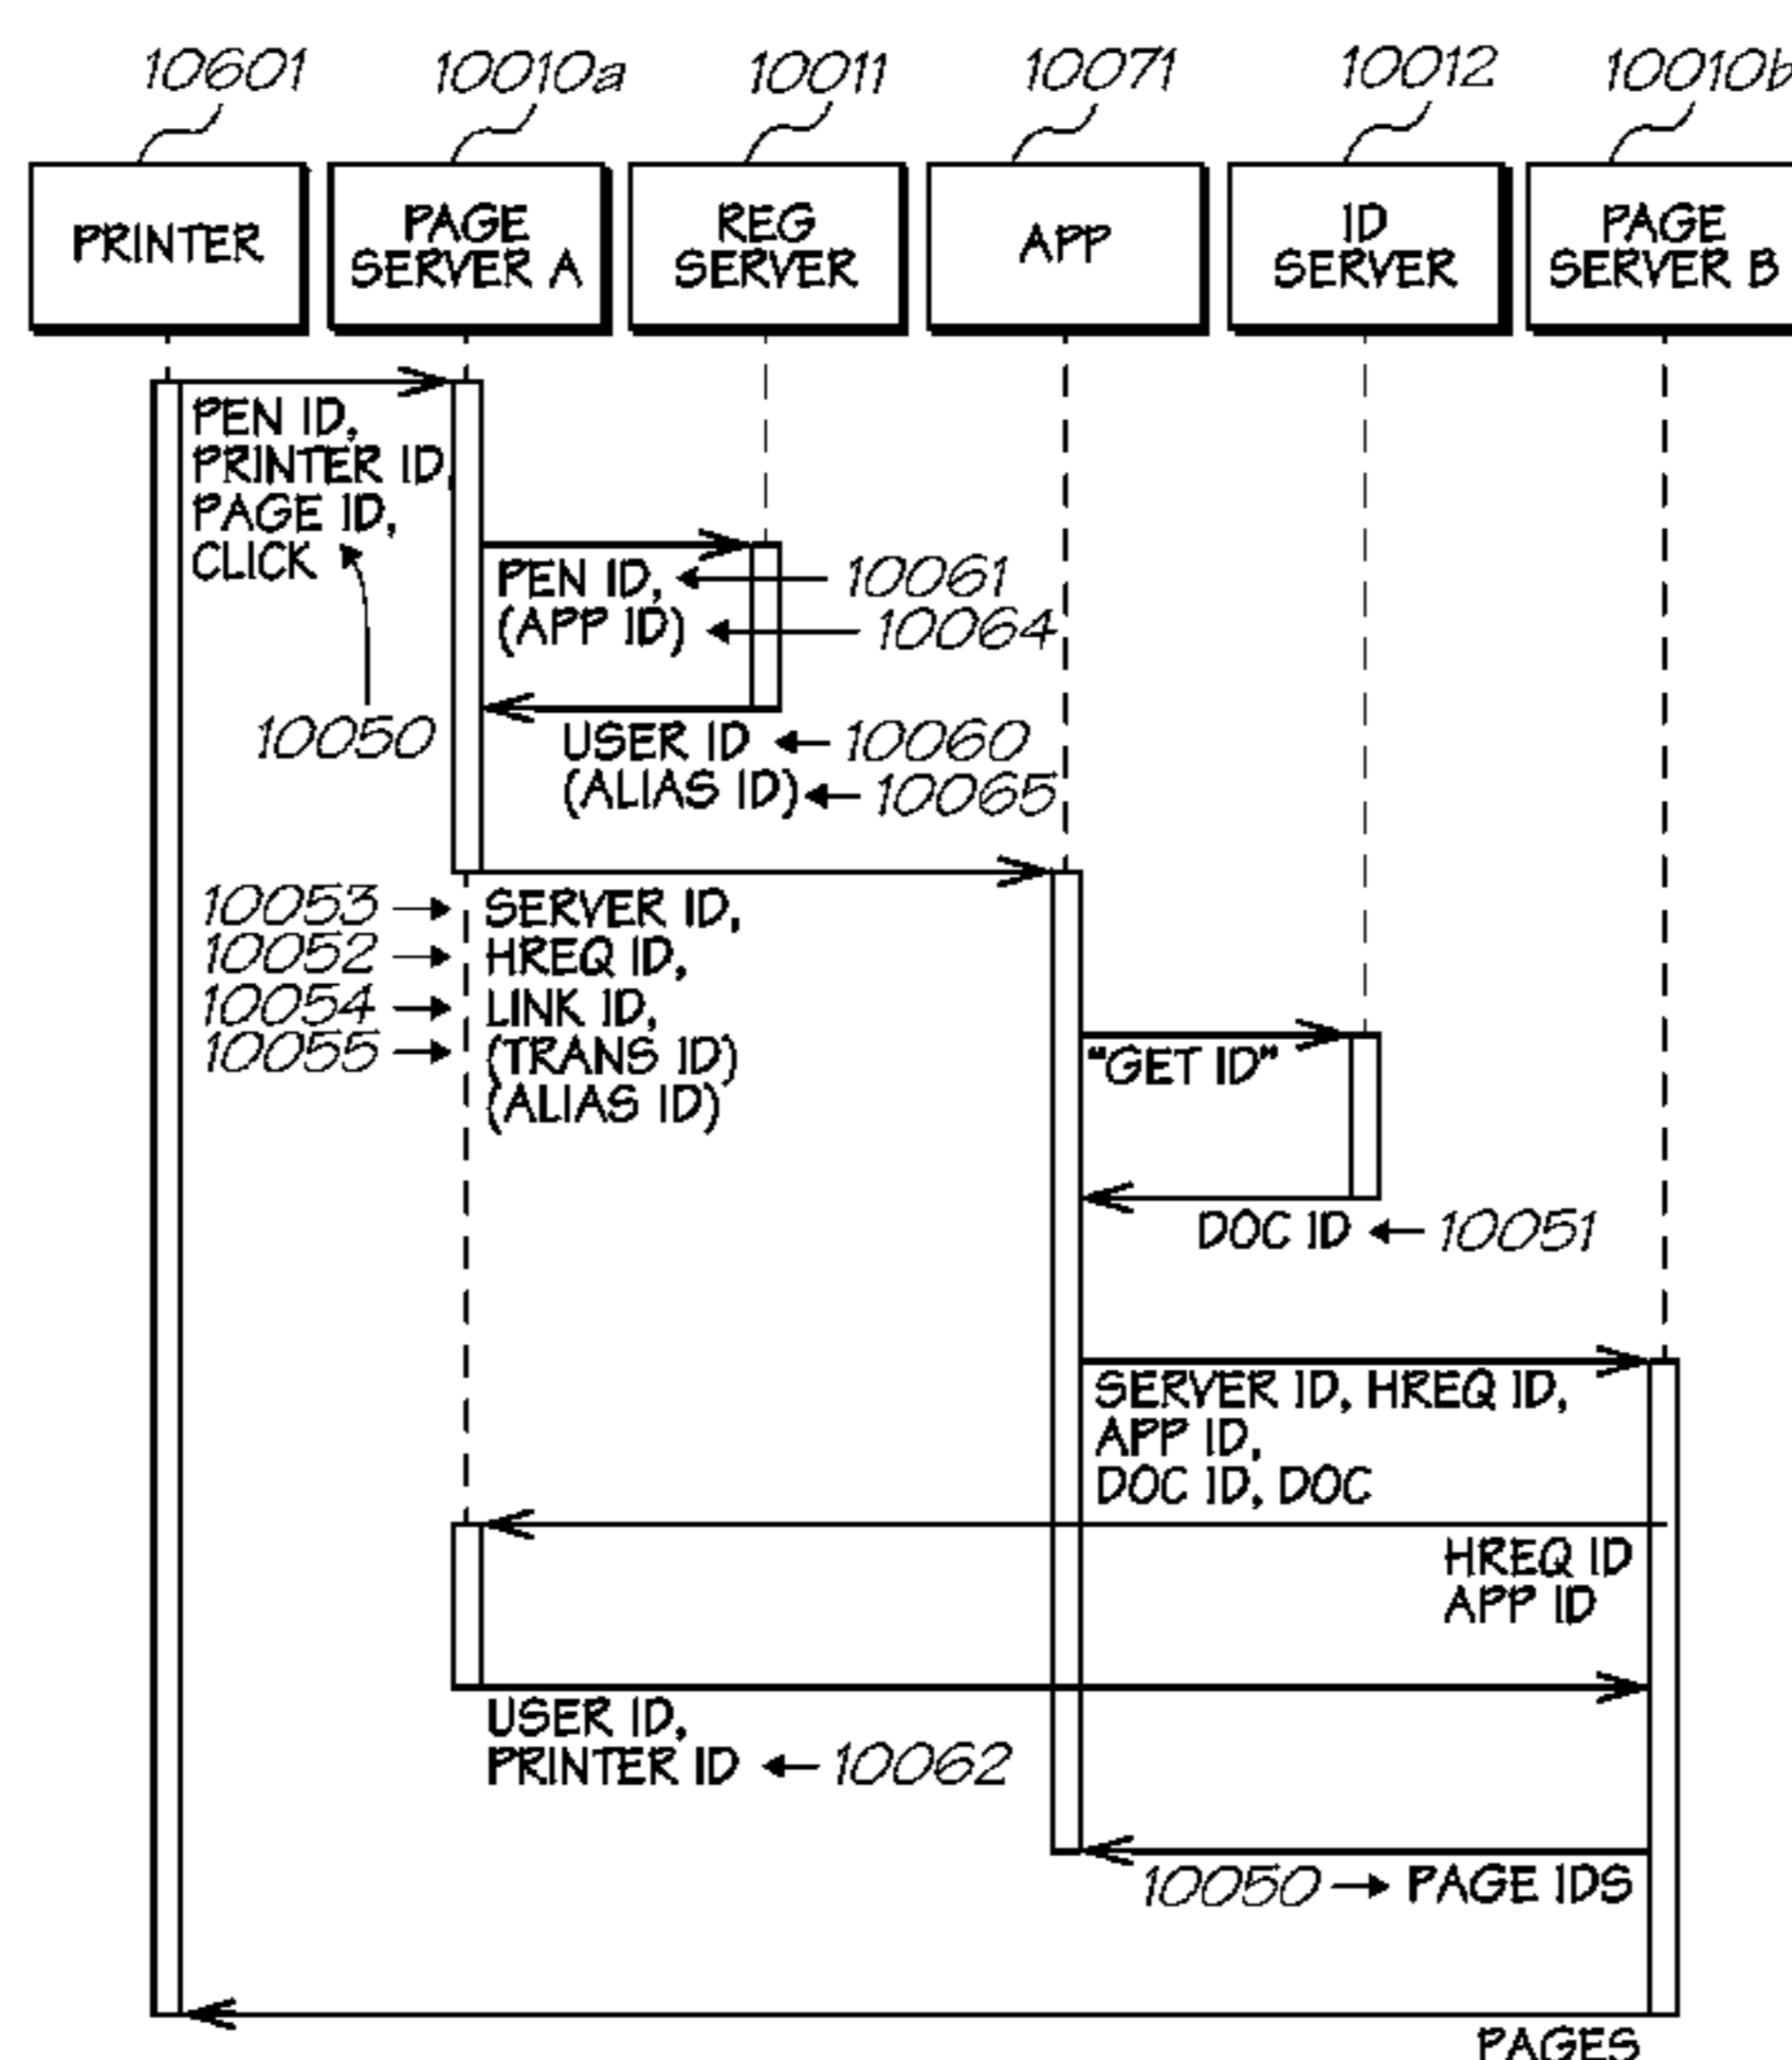 10601
10010a
10011
10071
10012
10010b
PRINTER
PAGE
SERVER A
REG
SERVER
APP
ID
SERVER
PAGE
SERVER B
PEN ID,
PRINTER ID,
PAGE ID,
CLICK
10050
PEN ID,
10061
(APP ID)
10064
USER ID
10060
(ALIAS ID)
10065
10053
SERVER ID,
10052
HREQ ID,
10054
LINK ID,
10055
(TRANS ID)
(ALIAS ID)
"GET ID"
DOC ID
10051
SERVER ID, HREQ ID,
APP ID,
DOC ID, DOC
HREQ ID
APP ID
USER ID,
PRINTER ID
10062
10050
PAGE IDS
PAGES